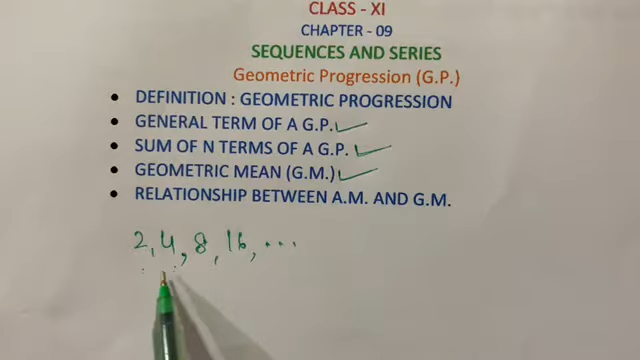 CLASS - XI
CHAPTER - 09
SEQUENCES AND SERIES
Geometric Progression (G.P.)
• DEFINITION : GEOMETRIC PROGRESSION
• GENERAL TERM OF A G.P.
• SUM OF N TERMS OF A G.P.
• GEOMETRIC MEAN (G.M.)
• RELATIONSHIP BETWEEN A.M. AND G.M.
2, 4, 8, 16, ...